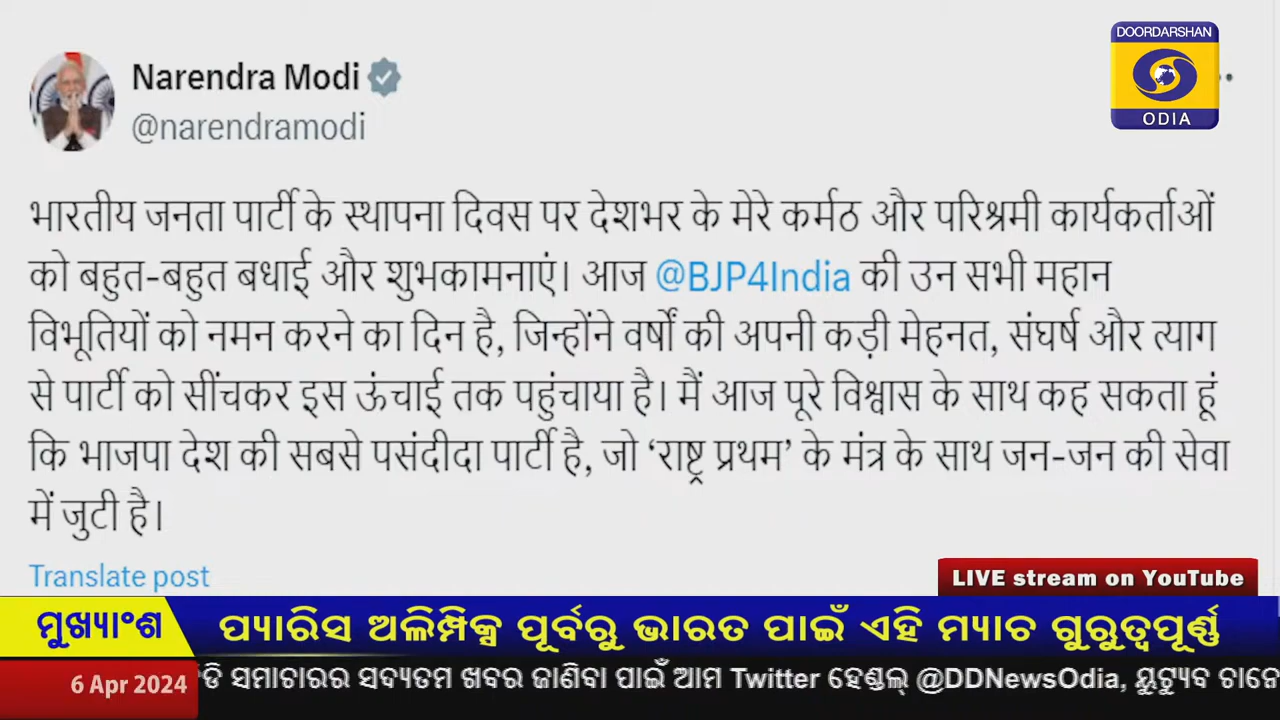 DOORDARSHAN
ODIA
Narendra Modi
@narendramodi
भारतीय जनता पार्टी के स्थापना दिवस पर देशभर के मेरे कर्मठ और परिश्रमी कार्यकर्ताओं
को बहुत-बहुत बधाई और शुभकामनाएं। आज @BJP4India की उन सभी महान
विभूतियों को नमन करने का दिन है, जिन्होंने वर्षों की अपनी कड़ी मेहनत, संघर्ष और त्याग
से पार्टी को सींचकर इस ऊंचाई तक पहुंचाया है। मैं आज पूरे विश्वास के साथ कह सकता हूं
कि भाजपा देश की सबसे पसंदीदा पार्टी है, जो ‘राष्ट्र प्रथम’ के मंत्र के साथ जन-जन की सेवा
में जुटी है।
Translate post
LIVE stream on YouTube
ମୁଖ୍ୟାଂଶ ପ୍ୟାରିସ ଅଲିମ୍ପିକ୍ସ ପୂର୍ବରୁ ଭାରତ ପାଇଁ ଏହି ମ୍ୟାଚ ଗୁରୁତ୍ୱପୂର୍ଣ୍ଣ
6 Apr 2024 ସମାଚାରର ସଦ୍ୟତମ ଖବର ଜାଣିବା ପାଇଁ ଆମ Twitter ହେଣ୍ଡଲ୍ @DDNewsOdia, ୟୁଟ୍ୟୁବ